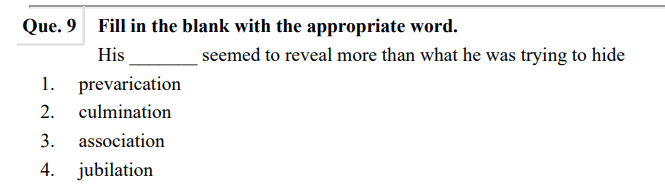 Que. 9 Fill in the blank with the appropriate word.
His ________ seemed to reveal more than what he was trying to hide
1. prevarication
2. culmination
3. association
4. jubilation